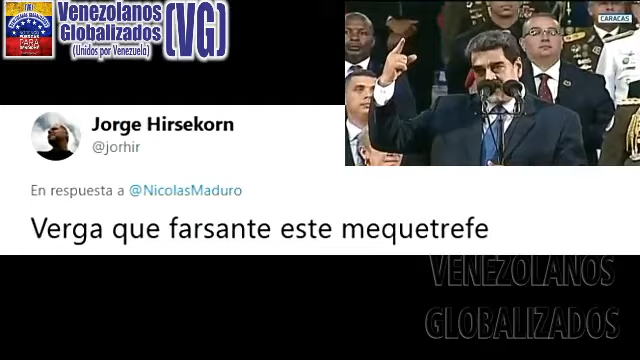 Venezolanos
Globalizados
(Unidos por Venezuela)
(VG)
CARACAS
Jorge Hirsekorn
@jorhir
En respuesta a @NicolasMaduro
Verga que farsante este mequetrefe
VENEZOLANOS
GLOBALIZADOS